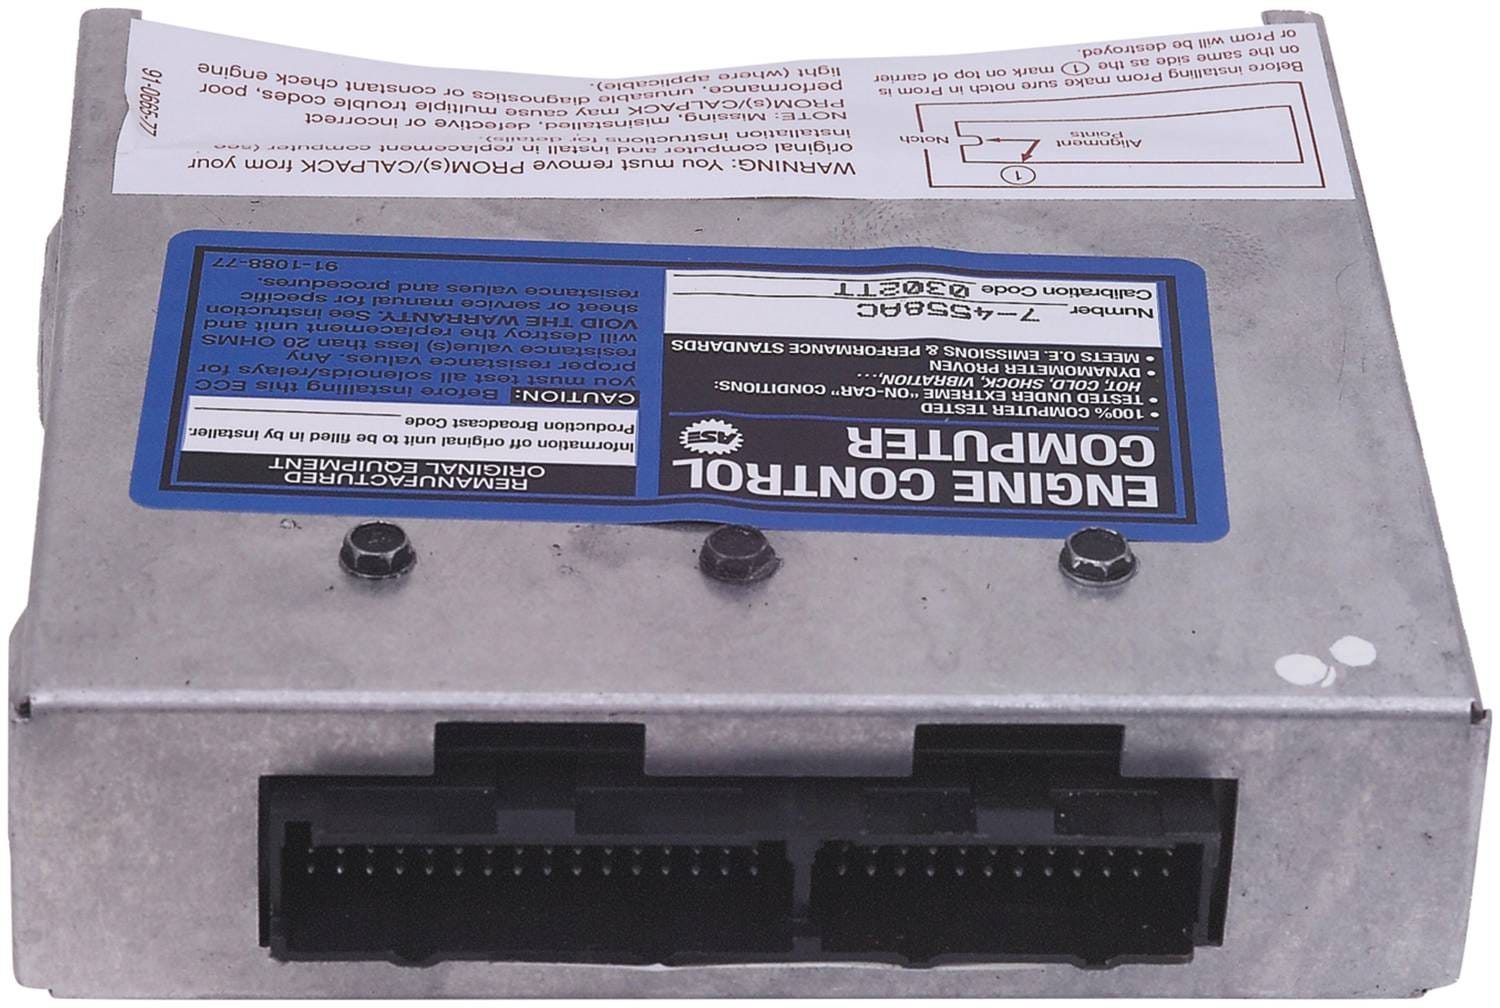 ENGINE CONTROL
COMPUTER
ASE
• 100% COMPUTER TESTED
• TESTED UNDER EXTREME "ON-CAR" CONDITIONS:
HOT, COLD, SHOCK, VIBRATION,...
• DYNAMOMETER PROVEN
• MEETS O.E. EMISSIONS & PERFORMANCE STANDARDS
Number 7-4558AC
Calibration Code 0302TT
REMANUFACTURED
ORIGINAL EQUIPMENT
Information off original unit to be filled in by installer.
Production Broadcast Code
CAUTION: Before installing this ECC
you must test all solenoids/relays for
proper resistance values. Any
resistance value(s) less than 20 OHMS
will destroy the replacement unit and
VOID THE WARRANTY. See instruction
sheet or service manual for specific
resistance values and procedures.
91-1088-77
1
Alignment
Points
Notch
Before installing Prom make sure notch in Prom is
on the same side as the 1 mark on top of carrier
or Prom will be destroyed.
WARNING: You must remove PROM(s)/CALPACK from your
original computer and install in replacement computer (see
installation instructions for details).
NOTE: Missing, misinstalled, defective or incorrect
PROM(s)/CALPACK may cause multiple trouble codes, poor
performance, unusable diagnostics or constant check engine
light (where applicable).
91-0665-77